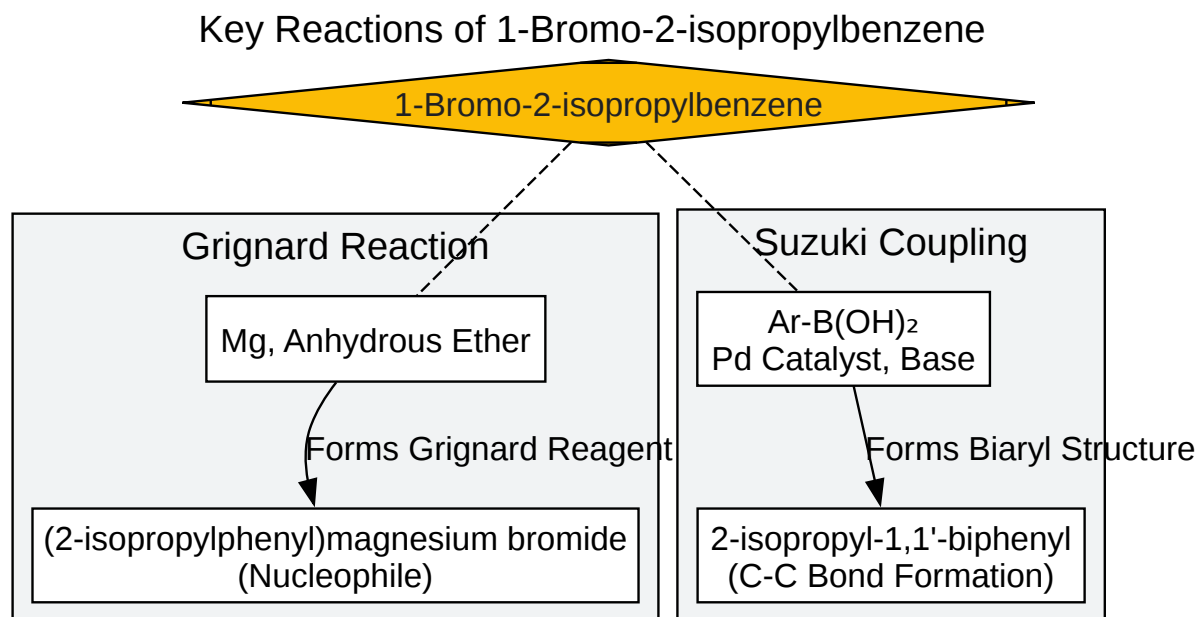 Key Reactions of 1-Bromo-2-isopropylbenzene
1-Bromo-2-isopropylbenzene
Grignard Reaction
Mg, Anhydrous Ether
Forms Grignard Reagent
(2-isopropylphenyl)magnesium bromide
(Nucleophile)
Suzuki Coupling
Ar-B(OH)₂
Pd Catalyst, Base
Forms Biaryl Structure
2-isopropyl-1,1'-biphenyl
(C-C Bond Formation)